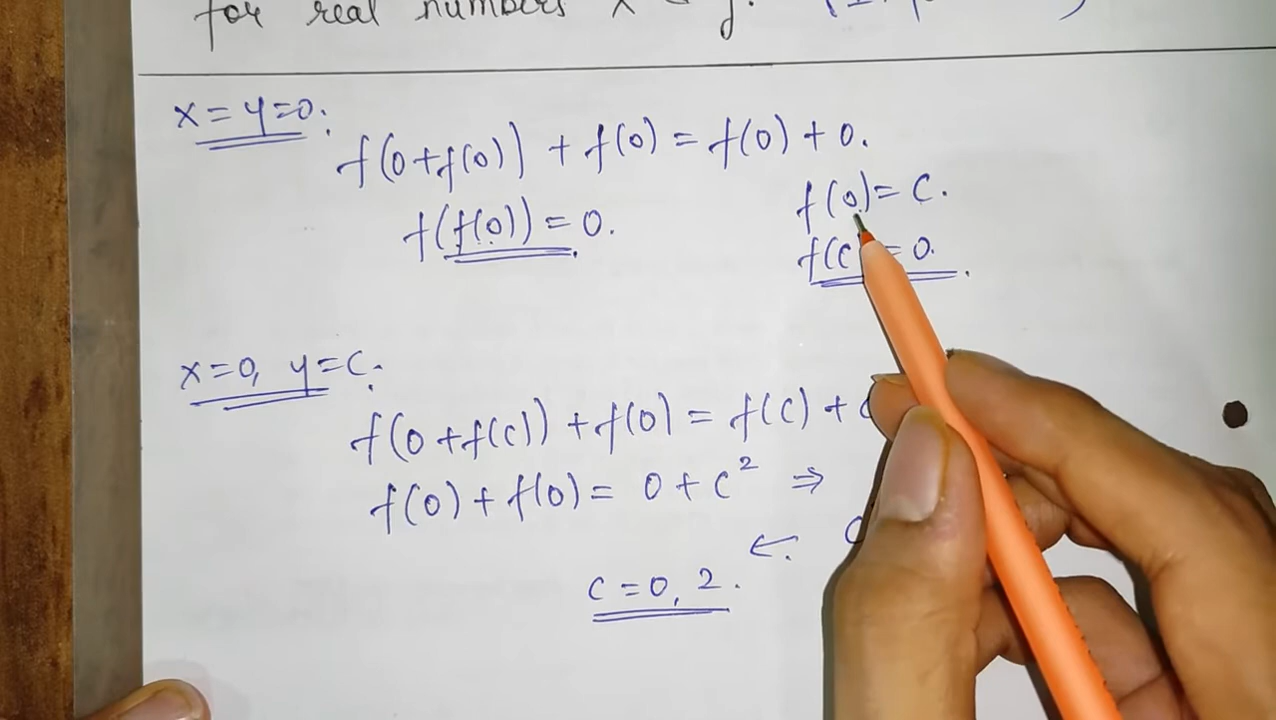 for real numbers x
x=y=0:
f(0+f(0)) + f(0) = f(0) + 0.
f(f(0)) = 0.
f(0) = c.
f(c) = 0.
x=0, y=c:
f(0+f(c)) + f(0) = f(c) +
f(0) + f(0) = 0 + c² ⇒
←.
c = 0, 2.